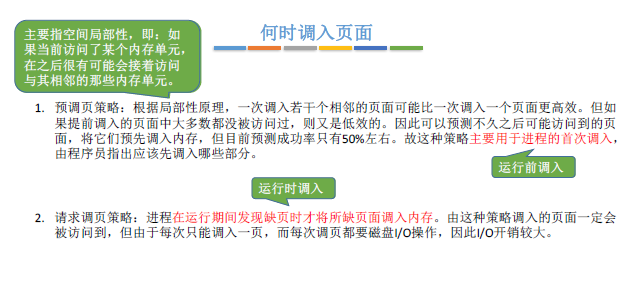 何时调入页面
主要指空间局部性，即：如
果当前访问了某个内存单元，
在之后很有可能会接着访问
与其相邻的那些内存单元。
1. 预调页策略：根据局部性原理，一次调入若干个相邻的页面可能比一次调入一个页面更高效。但如
果提前调入的页面中大多数都没被访问过，则又是低效的。因此可以预测不久之后可能访问到的页
面，将它们预先调入内存，但目前预测成功率只有50%左右。故这种策略主要用于进程的首次调入，
由程序员指出应该先调入哪些部分。
运行前调入
运行时调入
2. 请求调页策略：进程在运行期间发现缺页时才将所缺页面调入内存。由这种策略调入的页面一定会
被访问到，但由于每次只能调入一页，而每次调页都要磁盘I/O操作，因此I/O开销较大。